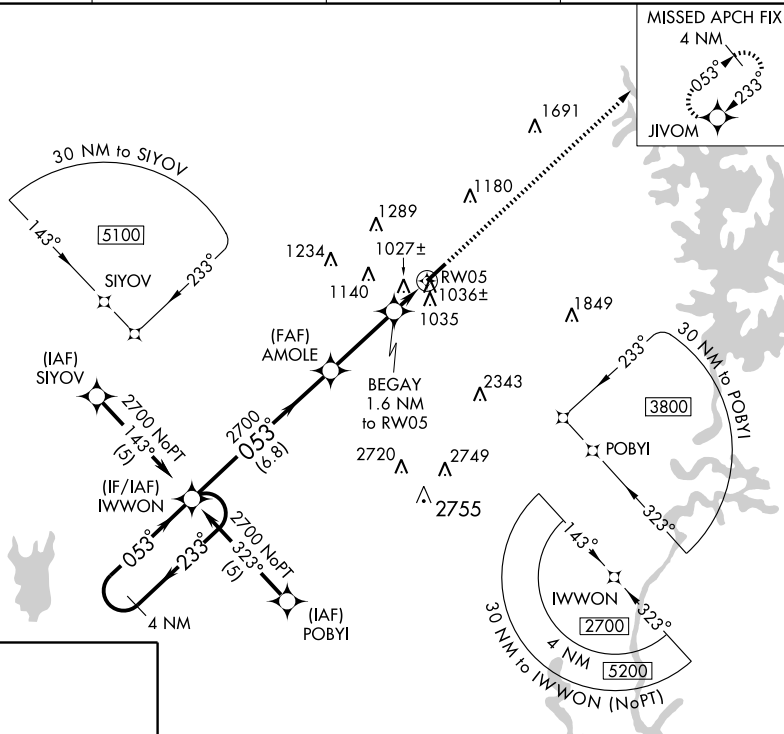 MISSED APCH FIX
4 NM
053°
233°
JIVOM
1691
30 NM to SIYOV
5100
143°
233°
SIYOV
1180
1289
1234
1027±
1140
RW05
1036±
1035
1849
(FAF)
AMOLE
BEGAY
1.6 NM
to RW05
(IAF)
SIYOV
2700 NoPT
143°
(5)
2700
053°
(6.8)
2343
2720
2749
2755
30 NM to POBYI
233°
3800
POBYI
323°
(IF/IAF)
IWWON
053°
233°
4 NM
2700 NoPT
323°
(5)
(IAF)
POBYI
143°
IWWON
323°
2700
4 NM
5200
30 NM to IWWON (NoPT)